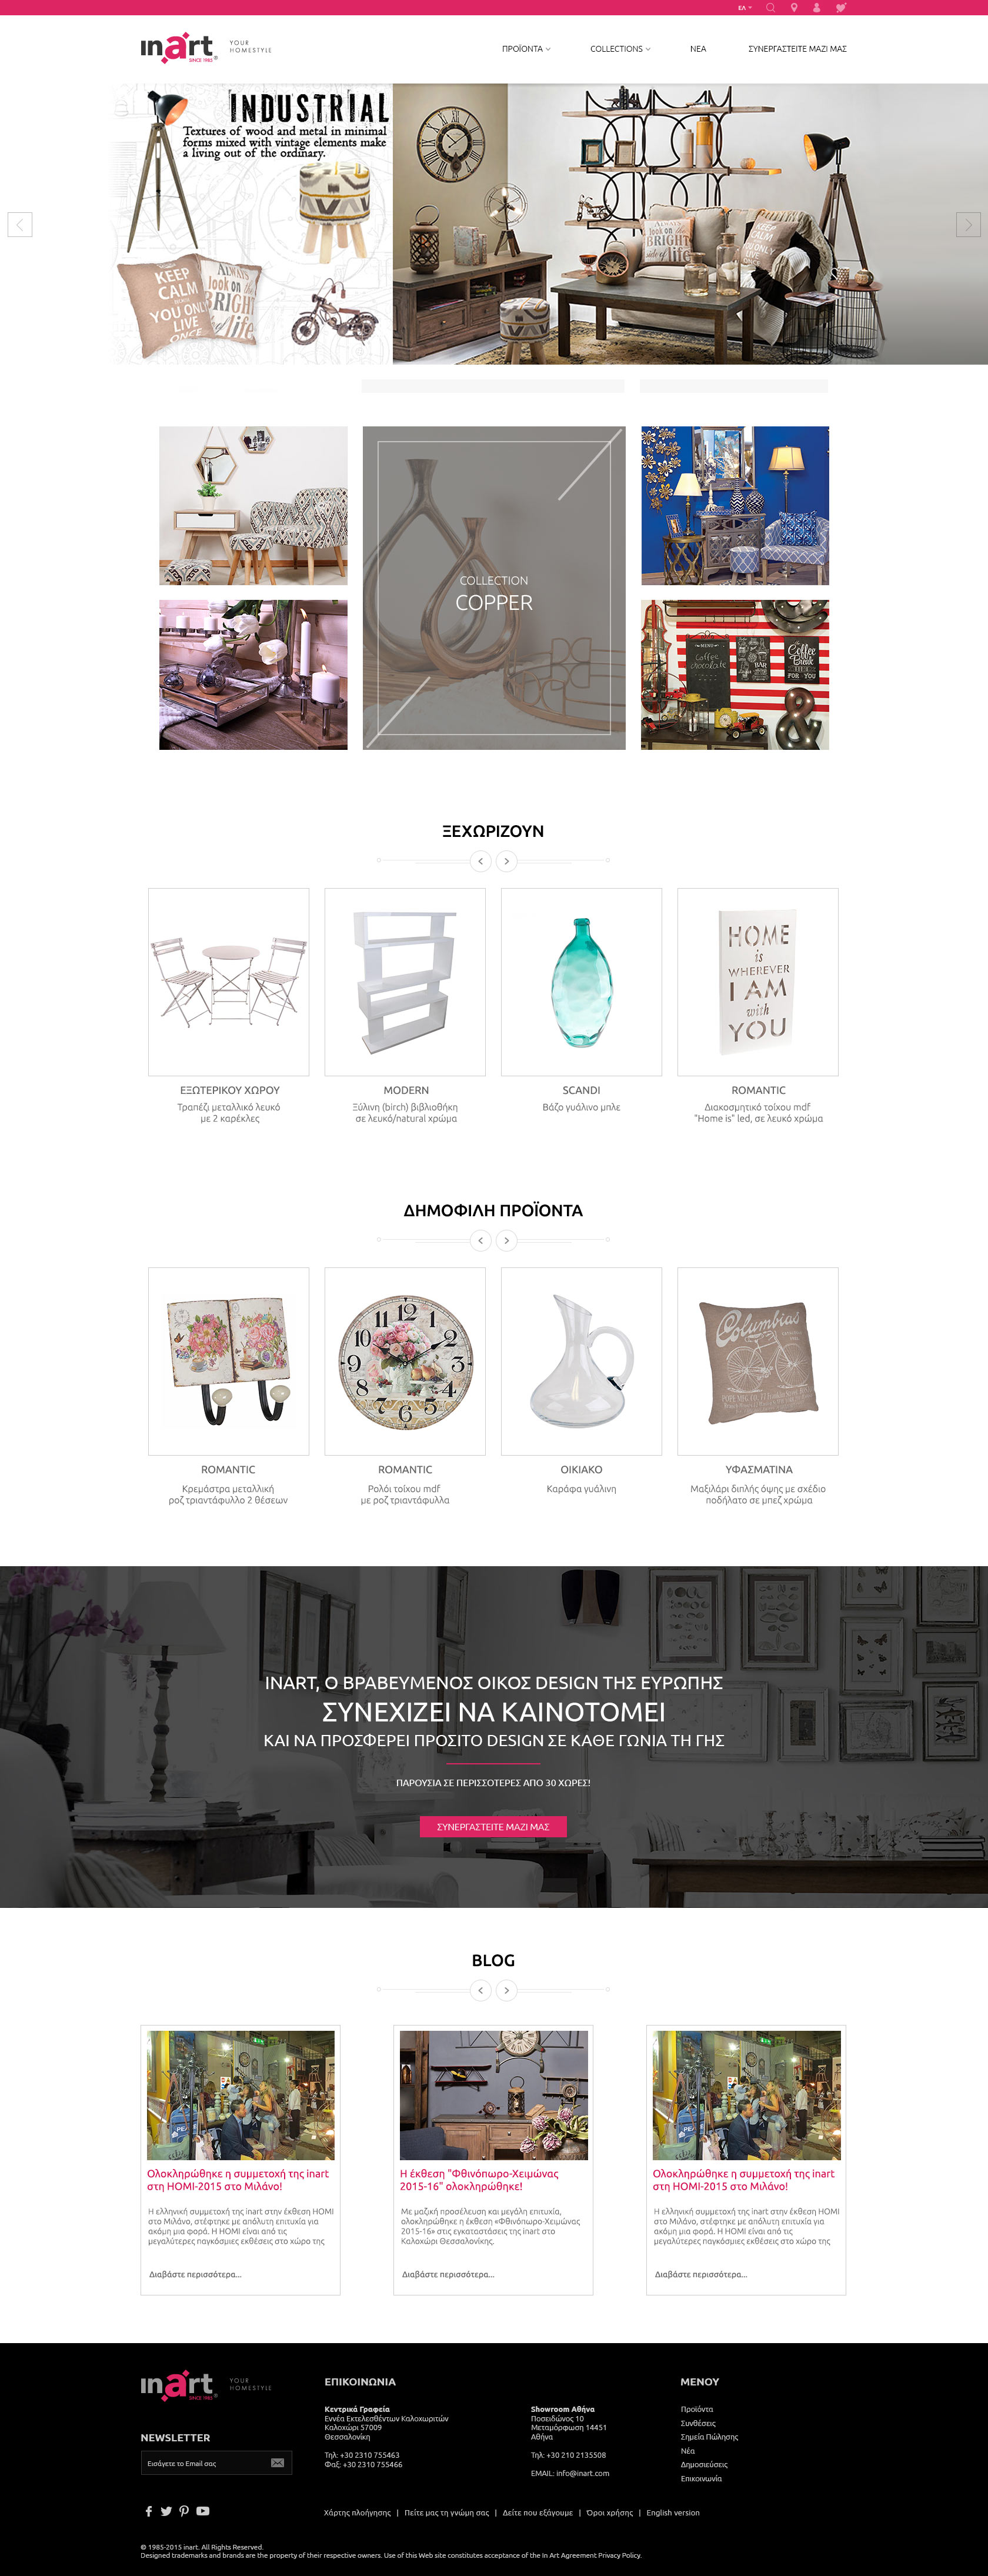 ΕΛ
inart
SINCE 1985
YOUR
HOMESTYLE
ΠΡΟΪΟΝΤΑ
COLLECTIONS
ΝΕΑ
ΣΥΝΕΡΓΑΣΤΕΙΤΕ ΜΑΖΙ ΜΑΣ
INDUSTRIAL
Textures of wood and metal in minimal
forms mixed with vintage elements make
a living out of the ordinary.
KEEP
CALM
YOU ONLY
LIVE
ONCE
ALWAYS
look on the
BRIGHT
side of
life
COLLECTION
COPPER
MENU
Coffee
chocolate
BAR
The
Coffee
Break
FOR YOU
&
ΞΕΧΩΡΙΖΟΥΝ
HOME
is
WHEREVER
I AM
with
YOU
ΕΞΩΤΕΡΙΚΟΥ ΧΩΡΟΥ
Τραπέζι μεταλλικό λευκό
με 2 καρέκλες
MODERN
Ξύλινη (birch) βιβλιοθήκη
σε λευκό/natural χρώμα
SCANDI
Βάζο γυάλινο μπλε
ROMANTIC
Διακοσμητικό τοίχου mdf
"Home is" led, σε λευκό χρώμα
ΔΗΜΟΦΙΛΗ ΠΡΟΪΟΝΤΑ
Columbias
ROMANTIC
Κρεμάστρα μεταλλική
ροζ τριαντάφυλλο 2 θέσεων
ROMANTIC
Ρολόι τοίχου mdf
με ροζ τριαντάφυλλα
ΟΙΚΙΑΚΟ
Καράφα γυάλινη
ΥΦΑΣΜΑΤΙΝΑ
Μαξιλάρι διπλής όψης με σχέδιο
ποδήλατο σε μπεζ χρώμα
INART, Ο ΒΡΑΒΕΥΜΕΝΟΣ ΟΙΚΟΣ DESIGN ΤΗΣ ΕΥΡΩΠΗΣ
ΣΥΝΕΧΙΖΕΙ ΝΑ ΚΑΙΝΟΤΟΜΕΙ
ΚΑΙ ΝΑ ΠΡΟΣΦΕΡΕΙ ΠΡΟΣΙΤΟ DESIGN ΣΕ ΚΑΘΕ ΓΩΝΙΑ ΤΗ ΓΗΣ
ΠΑΡΟΥΣΙΑ ΣΕ ΠΕΡΙΣΣΟΤΕΡΕΣ ΑΠΟ 30 ΧΩΡΕΣ!
ΣΥΝΕΡΓΑΣΤΕΙΤΕ ΜΑΖΙ ΜΑΣ
BLOG
Ολοκληρώθηκε η συμμετοχή της inart
στη HOMI-2015 στο Μιλάνο!
Η ελληνική συμμετοχή της inart στην έκθεση HOMI
στο Μιλάνο, στέφτηκε με απόλυτη επιτυχία για
ακόμη μια φορά. Η HOMI είναι από τις
μεγαλύτερες παγκόσμιες εκθέσεις στο χώρο της
Διαβάστε περισσότερα...
Η έκθεση "Φθινόπωρο-Χειμώνας
2015-16" ολοκληρώθηκε!
Με μαζική προσέλευση και μεγάλη επιτυχία,
ολοκληρώθηκε η έκθεση «Φθινόπωρο-Χειμώνας
2015-16» στις εγκαταστάσεις της inart στο
Καλοχώρι Θεσσαλονίκης.
Διαβάστε περισσότερα...
Ολοκληρώθηκε η συμμετοχή της inart
στη HOMI-2015 στο Μιλάνο!
Η ελληνική συμμετοχή της inart στην έκθεση HOMI
στο Μιλάνο, στέφτηκε με απόλυτη επιτυχία για
ακόμη μια φορά. Η HOMI είναι από τις
μεγαλύτερες παγκόσμιες εκθέσεις στο χώρο της
Διαβάστε περισσότερα...
inart
SINCE 1985
YOUR
HOMESTYLE
NEWSLETTER
Εισάγετε το Email σας
ΕΠΙΚΟΙΝΩΝΙΑ
Κεντρικά Γραφεία
Εννέα Εκτελεσθέντων Καλοχωριτών
Καλοχώρι 57009
Θεσσαλονίκη
Τηλ: +30 2310 755463
Φαξ: +30 2310 755466
Showroom Αθήνα
Ποσειδώνος 10
Μεταμόρφωση 14451
Αθήνα
Τηλ: +30 210 2135508
EMAIL: info@inart.com
ΜΕΝΟΥ
Προϊόντα
Συνθέσεις
Σημεία Πώλησης
Νέα
Δημοσιεύσεις
Επικοινωνία
Χάρτης πλοήγησης | Πείτε μας τη γνώμη σας | Δείτε που εξάγουμε | Όροι χρήσης | English version
© 1985-2015 inart. All Rights Reserved.
Designed trademarks and brands are the property of their respective owners. Use of this Web site constitutes acceptance of the In Art Agreement Privacy Policy.